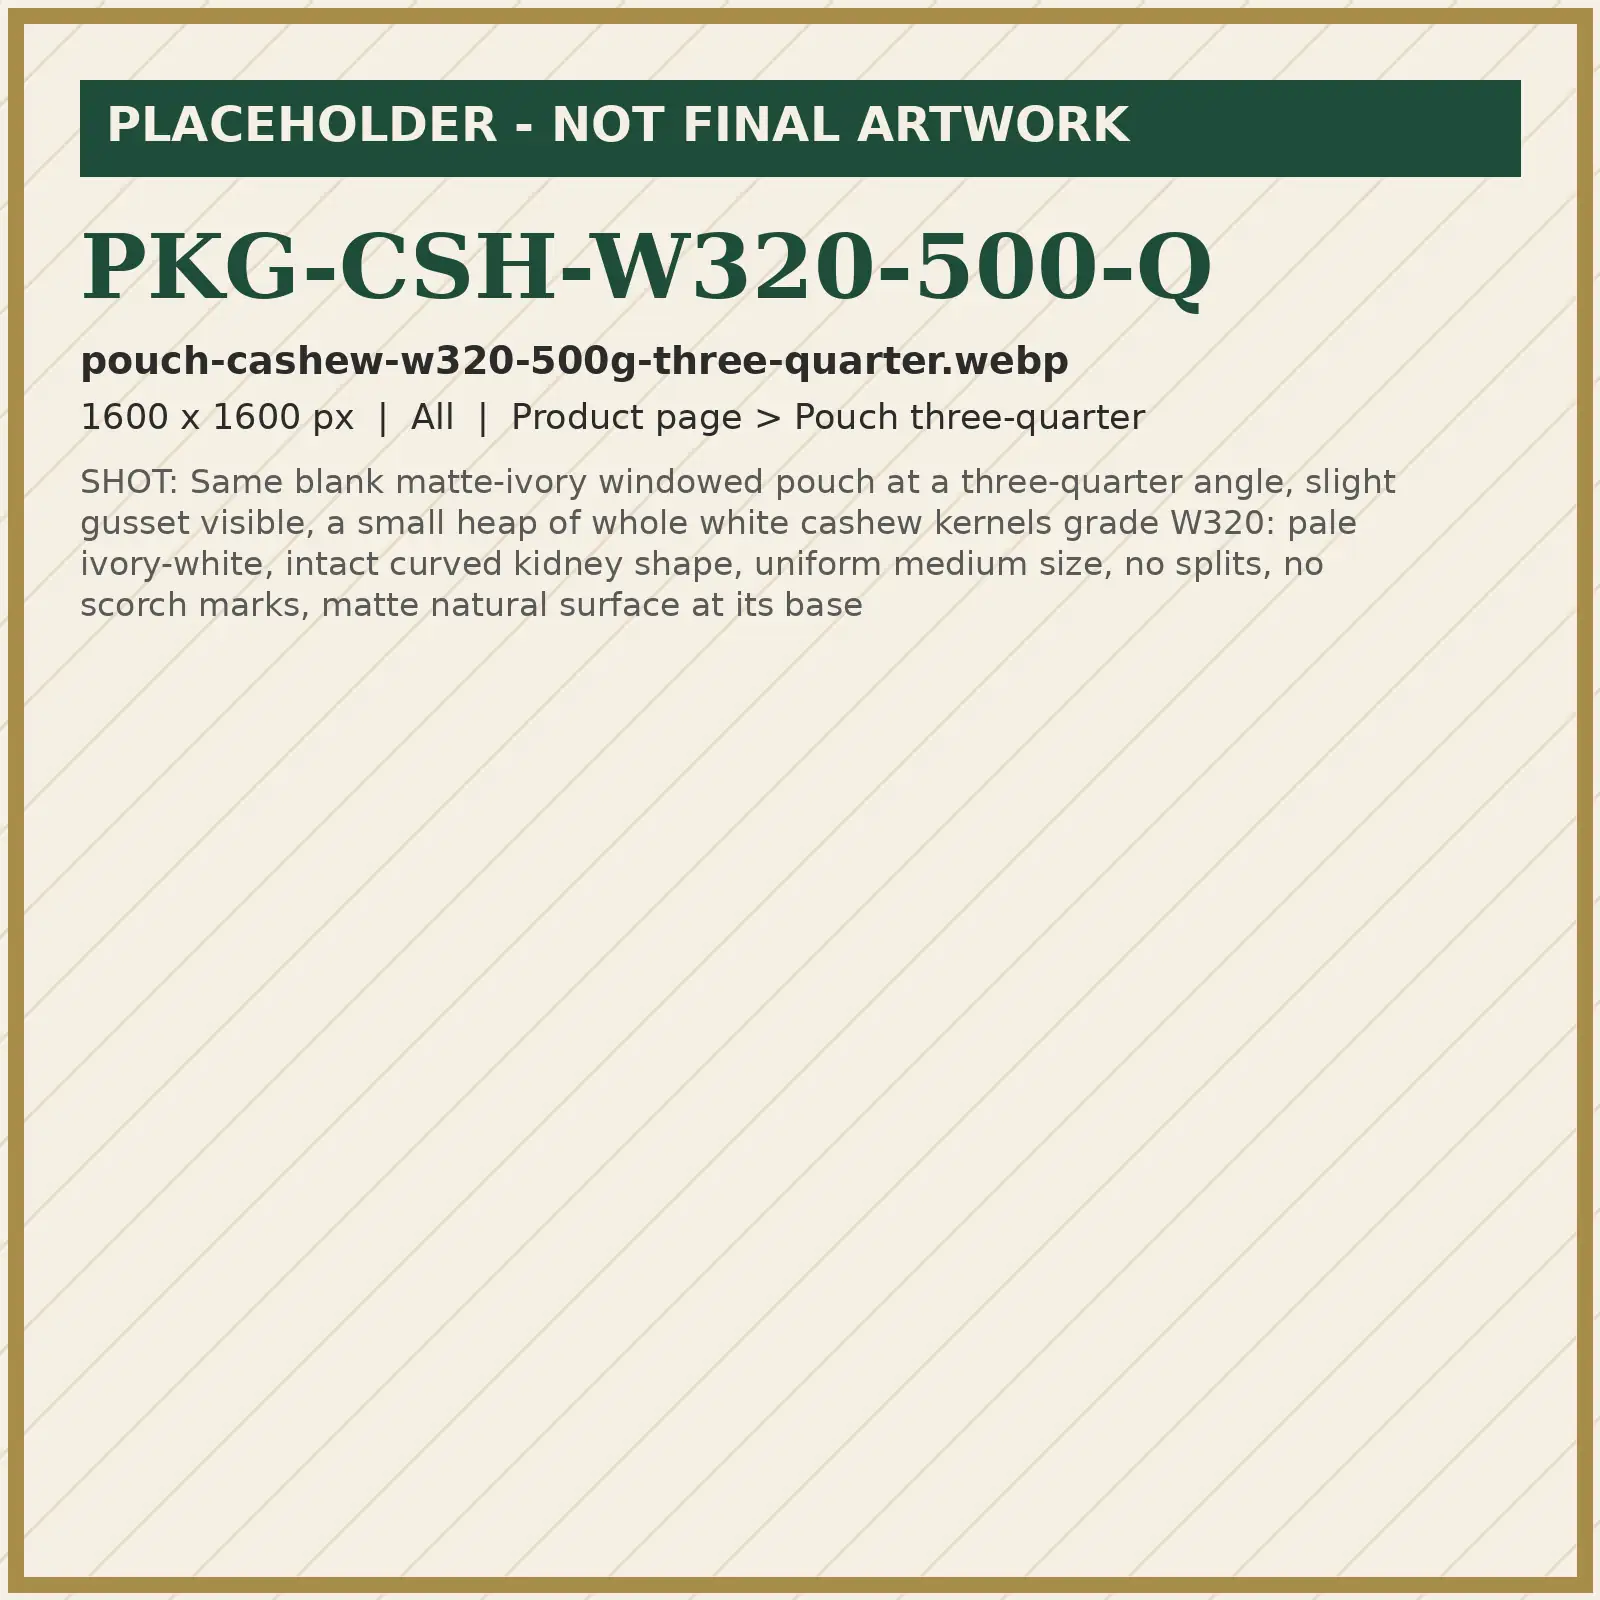 PLACEHOLDER - NOT FINAL ARTWORK
PKG-CSH-W320-500-Q
pouch-cashew-w320-500g-three-quarter.webp
1600 x 1600 px | All | Product page > Pouch three-quarter
SHOT: Same blank matte-ivory windowed pouch at a three-quarter angle, slight
gusset visible, a small heap of whole white cashew kernels grade W320: pale
ivory-white, intact curved kidney shape, uniform medium size, no splits, no
scorch marks, matte natural surface at its base